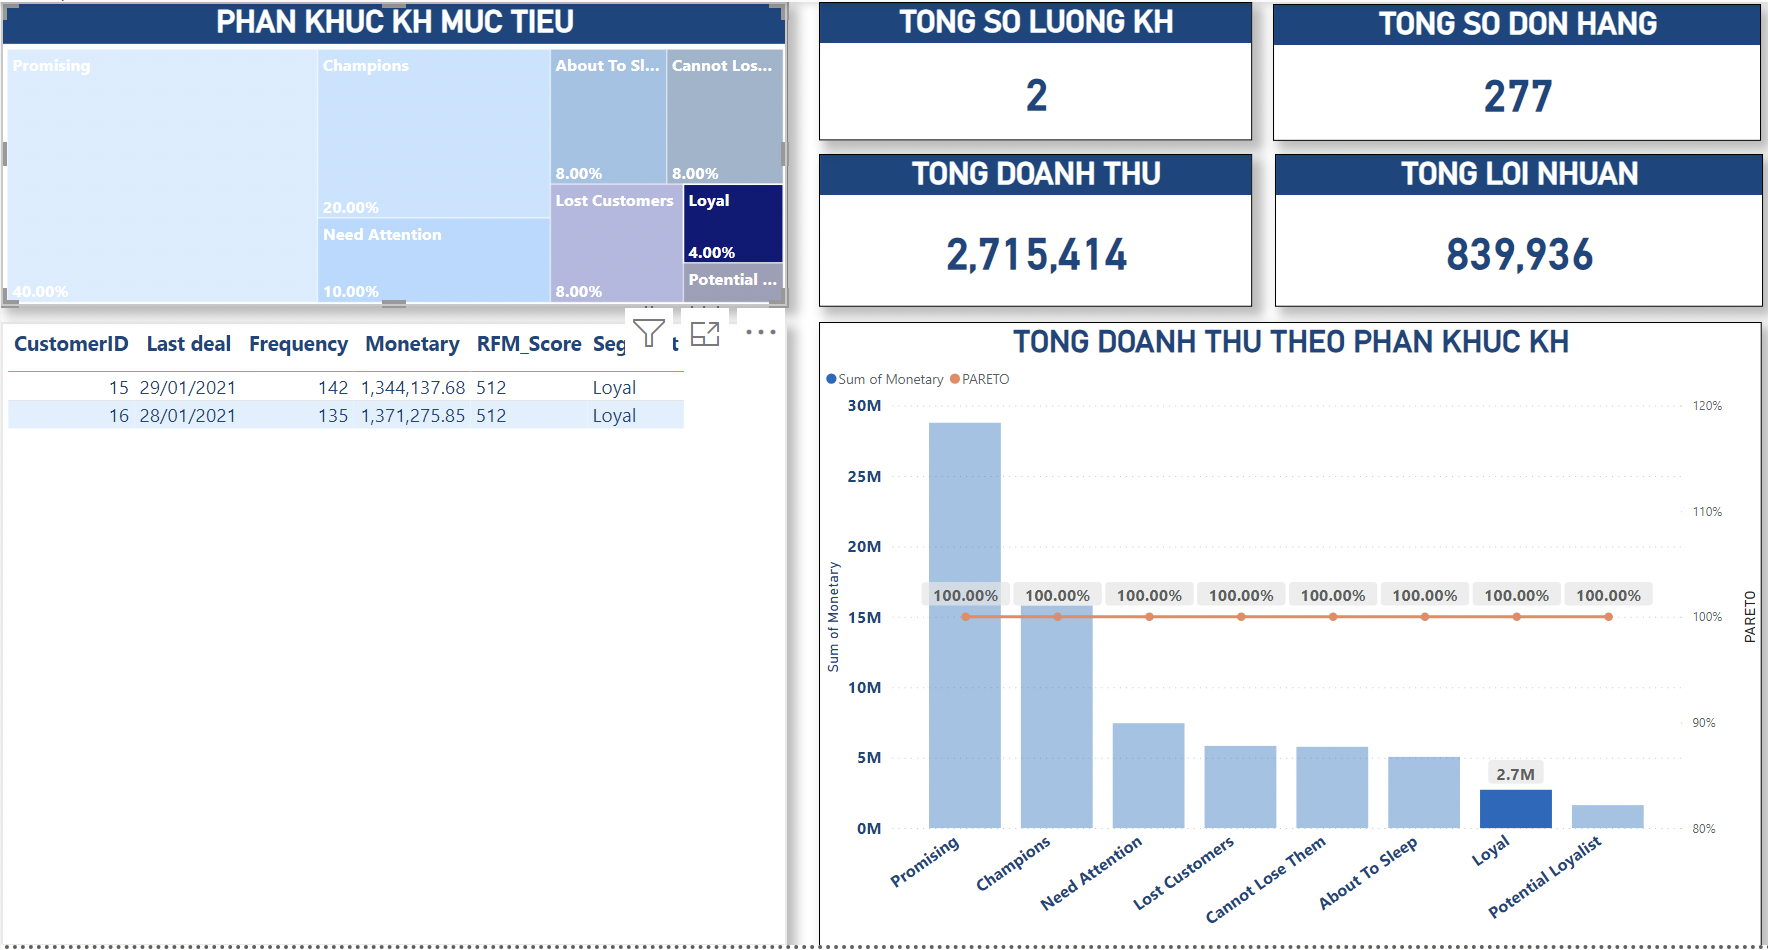 PHAN KHUC KH MUC TIEU
Promising
40.00%
Champions
20.00%
Need Attention
10.00%
About To Sl...
8.00%
Cannot Los...
8.00%
Lost Customers
8.00%
Loyal
4.00%
Potential ...
TONG SO LUONG KH
2
TONG SO DON HANG
277
TONG DOANH THU
2,715,414
TONG LOI NHUAN
839,936
CustomerID Last deal Frequency Monetary RFM_Score Seg t
15 29/01/2021 142 1,344,137.68 512 Loyal
16 28/01/2021 135 1,371,275.85 512 Loyal
TONG DOANH THU THEO PHAN KHUC KH
Sum of Monetary PARETO
30M
25M
20M
15M
10M
5M
0M
Sum of Monetary
100.00% 100.00% 100.00% 100.00% 100.00% 100.00% 100.00% 100.00%
2.7M
120%
110%
100%
90%
80%
PARETO
Promising
Champions
Need Attention
Lost Customers
Cannot Lose Them
About To Sleep
Loyal
Potential Loyalist